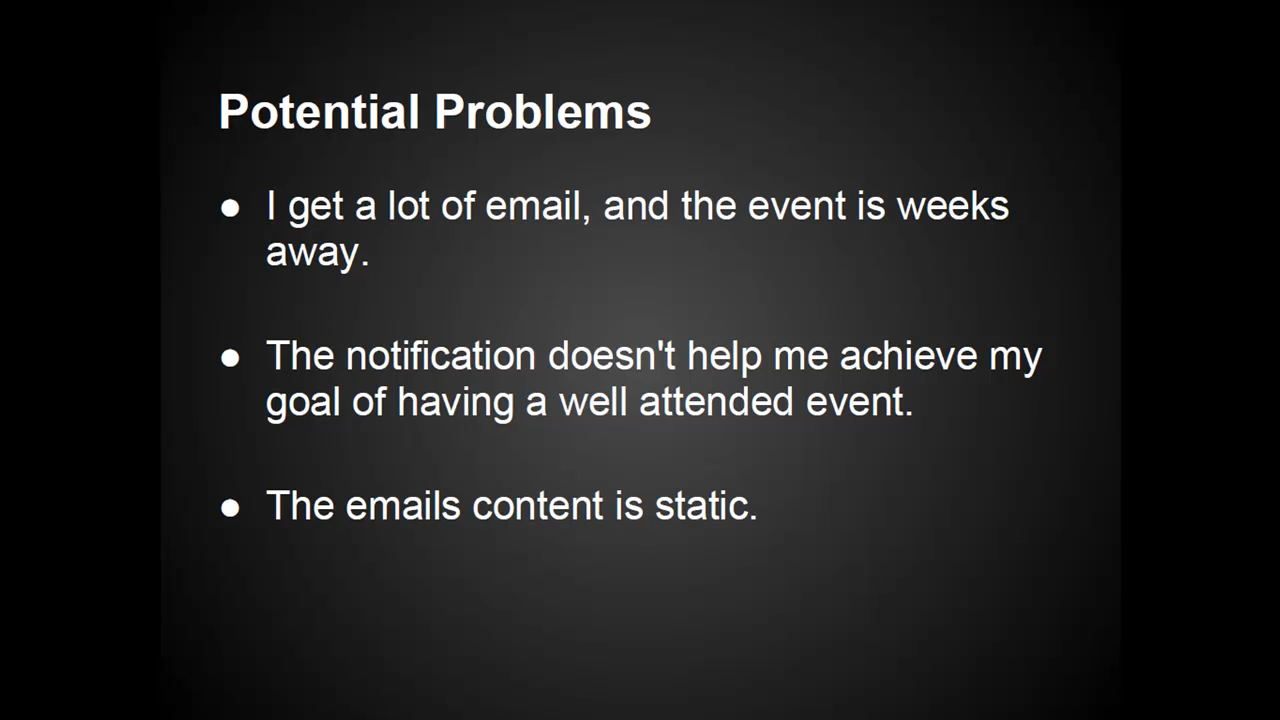 Potential Problems
● I get a lot of email, and the event is weeks
away.
● The notification doesn't help me achieve my
goal of having a well attended event.
● The emails content is static.